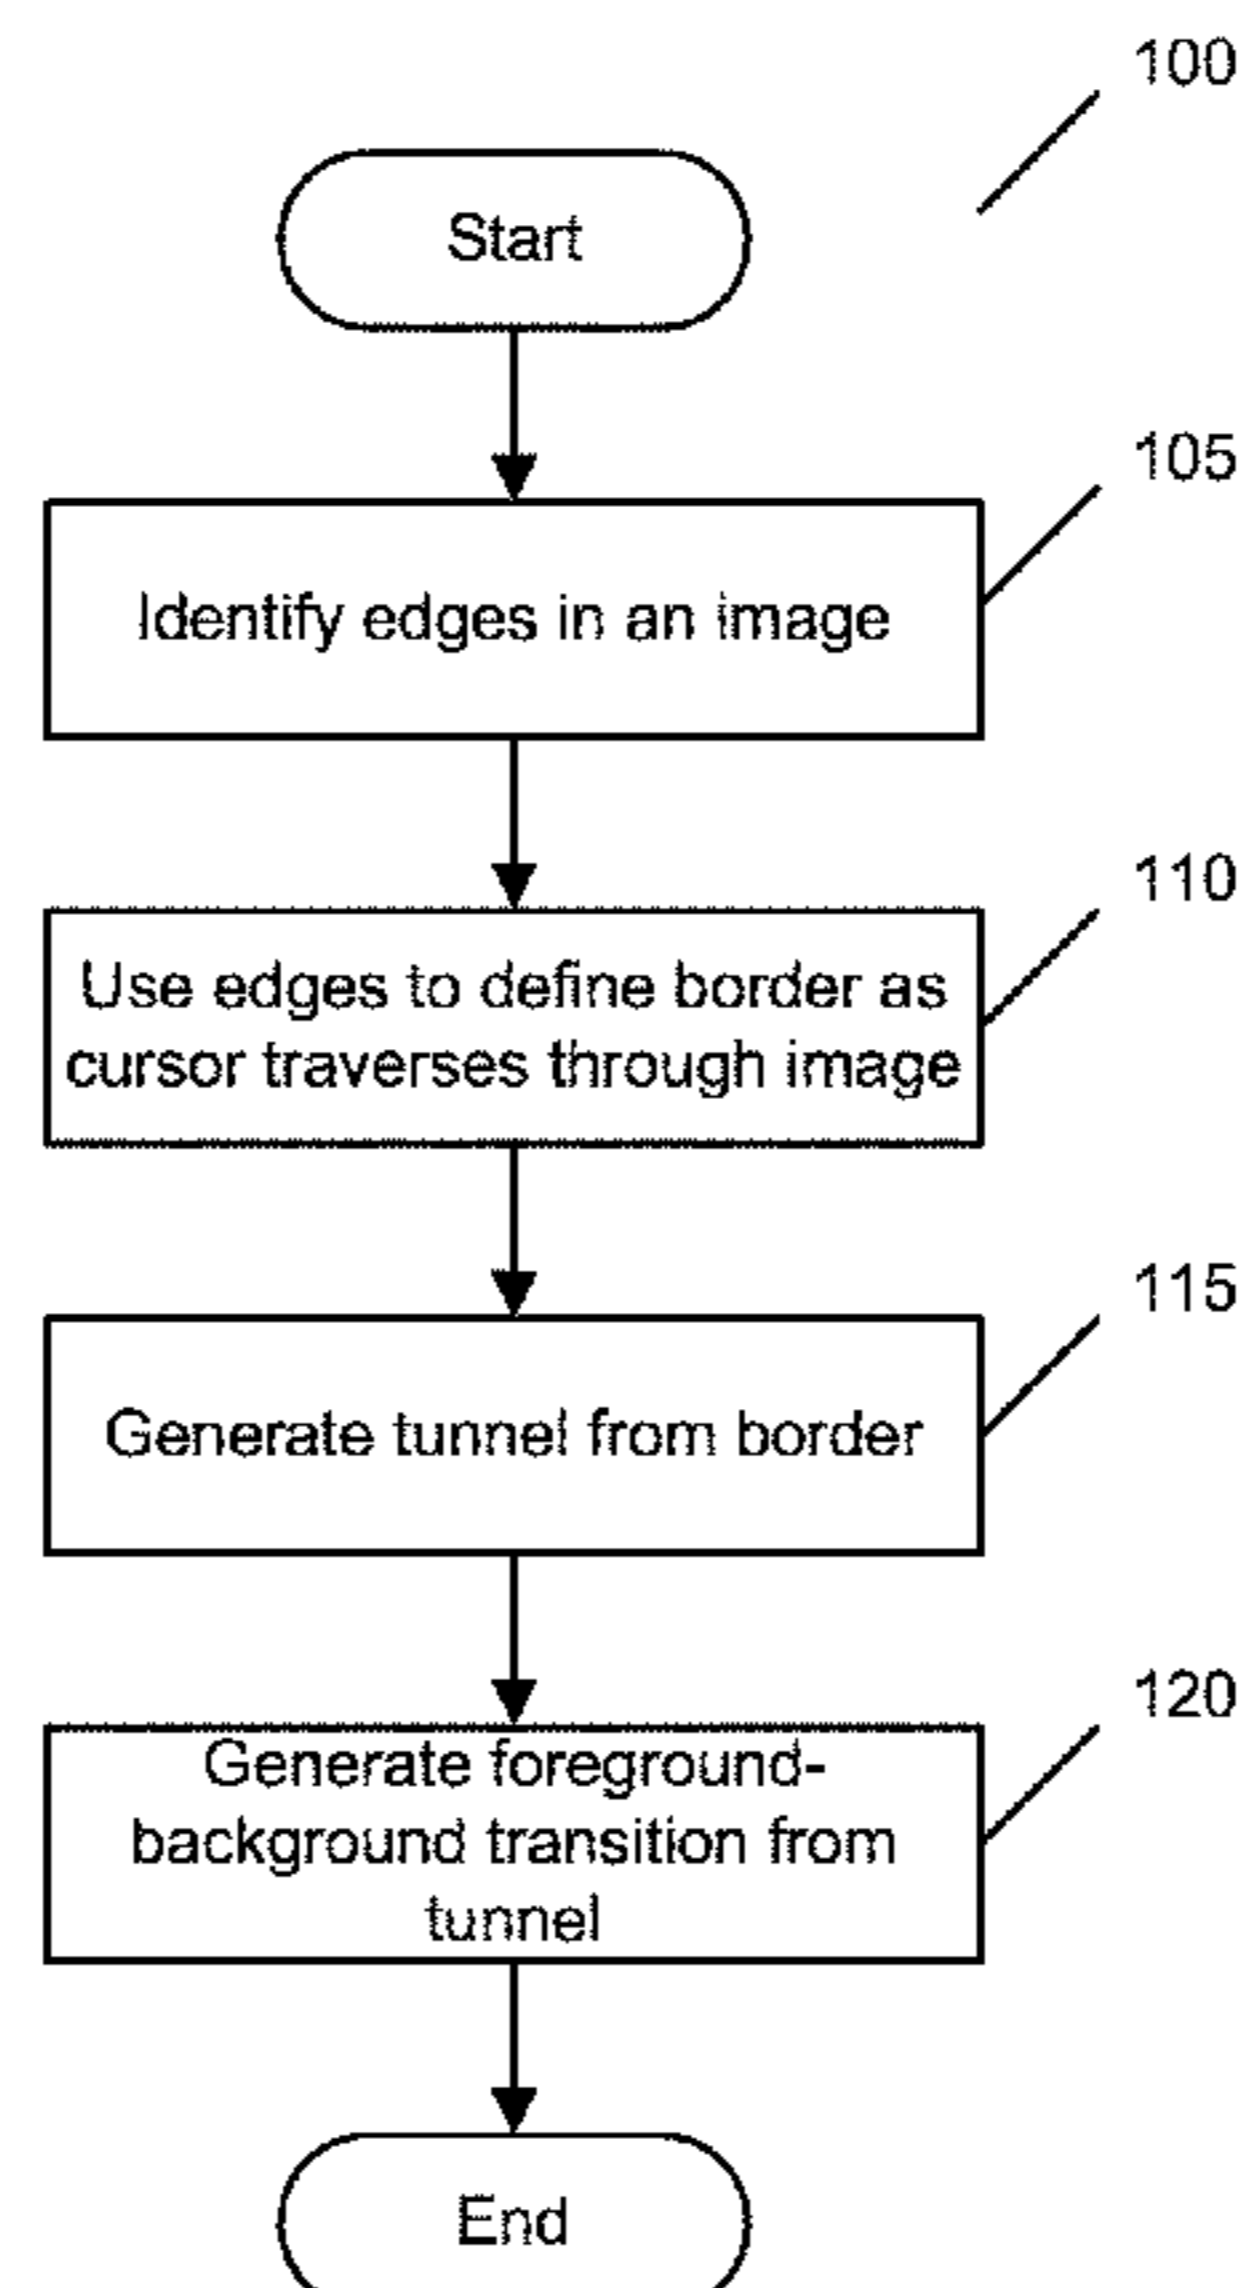 100
Start
105
Identify edges in an image
110
Use edges to define border as
cursor traverses through image
115
Generate tunnel from border
120
Generate foreground-
background transition from
tunnel
End